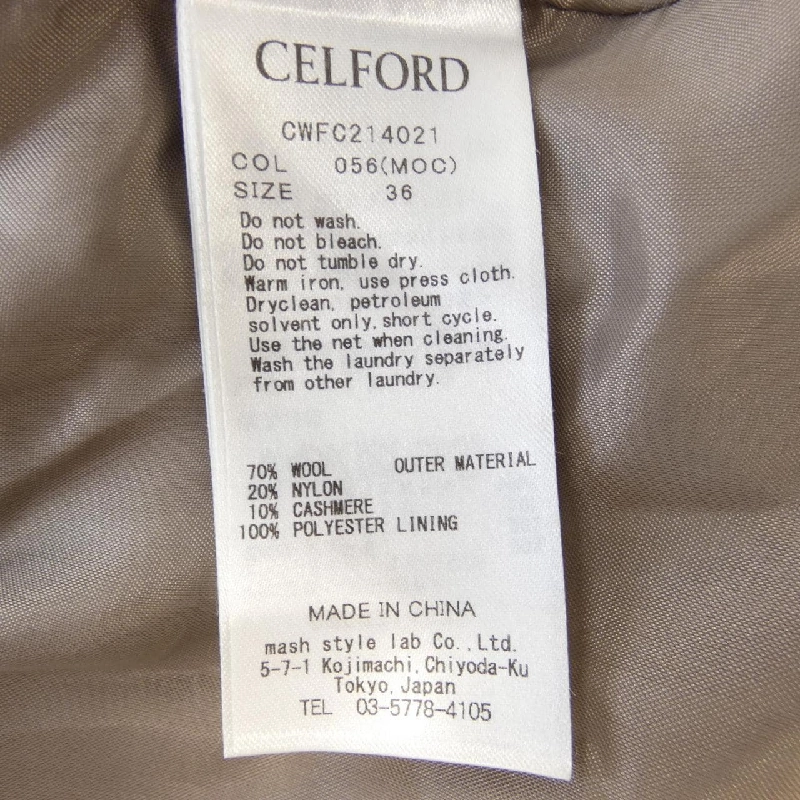 CELFORD
CWFC214021
COL 056(MOC)
SIZE 36
Do not wash.
Do not bleach.
Do not tumble dry.
Warm iron, use press cloth.
Dryclean, petroleum
solvent only, short cycle.
Use the net when cleaning.
Wash the laundry separately
from other laundry.
70% WOOL OUTER MATERIAL
20% NYLON
10% CASHMERE
100% POLYESTER LINING
MADE IN CHINA
mash style lab Co., Ltd.
5-7-1 Kojimachi, Chiyoda-Ku
Tokyo, Japan
TEL 03-5778-4105